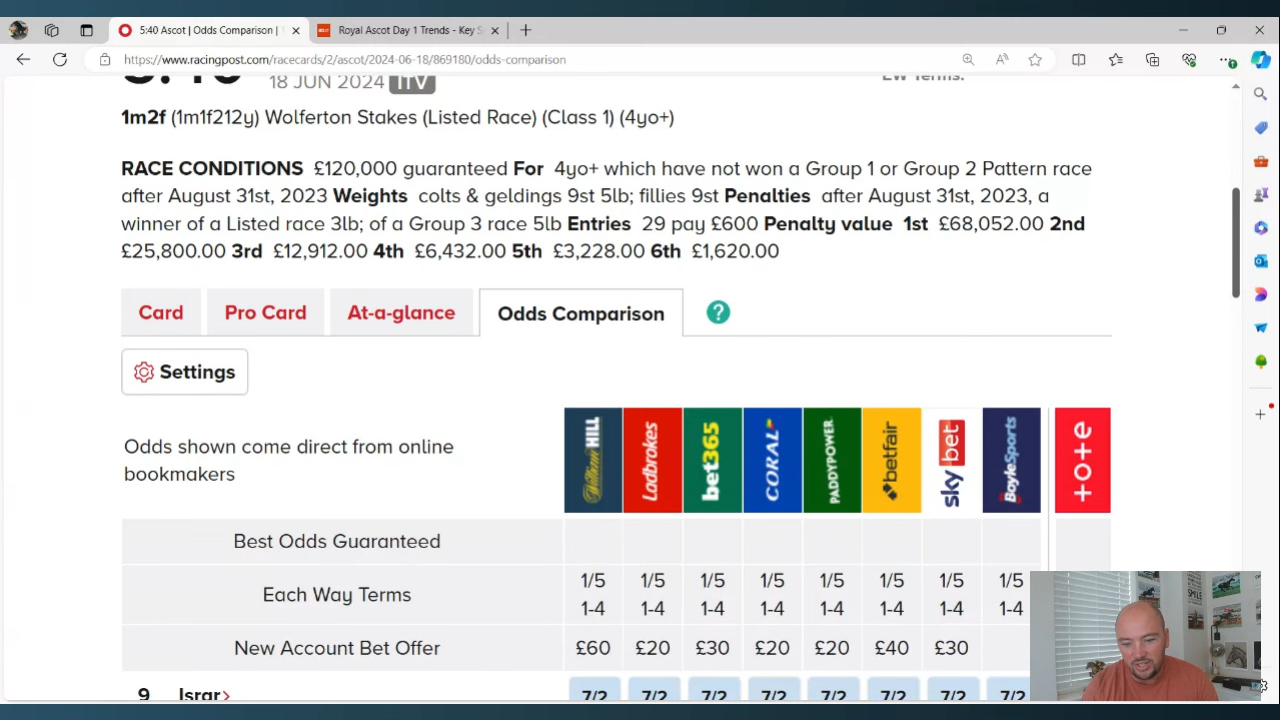 5:40 Ascot | Odds Comparison |
Royal Ascot Day 1 Trends - Key S
https://www.racingpost.com/racecards/2/ascot/2024-06-18/869180/odds-comparison
18 JUN 2024 ITV
EW Terms:
1m2f (1m1f212y) Wolferton Stakes (Listed Race) (Class 1) (4yo+)
RACE CONDITIONS £120,000 guaranteed For 4yo+ which have not won a Group 1 or Group 2 Pattern race
after August 31st, 2023 Weights colts & geldings 9st 5lb; fillies 9st Penalties after August 31st, 2023, a
winner of a Listed race 3lb; of a Group 3 race 5lb Entries 29 pay £600 Penalty value 1st £68,052.00 2nd
£25,800.00 3rd £12,912.00 4th £6,432.00 5th £3,228.00 6th £1,620.00
Card Pro Card At-a-glance Odds Comparison ?
Settings
Odds shown come direct from online
bookmakers
William HILL Ladbrokes bet365 CORAL PADDYPOWER betfair sky bet BoyleSports tote
Best Odds Guaranteed
Each Way Terms
1/5 1/5 1/5 1/5 1/5 1/5 1/5 1/5
1-4 1-4 1-4 1-4 1-4 1-4 1-4 1-4
New Account Bet Offer £60 £20 £30 £20 £20 £40 £30
9 Israr 7/2 7/2 7/2 7/2 7/2 7/2 7/2 7/2
SMILE